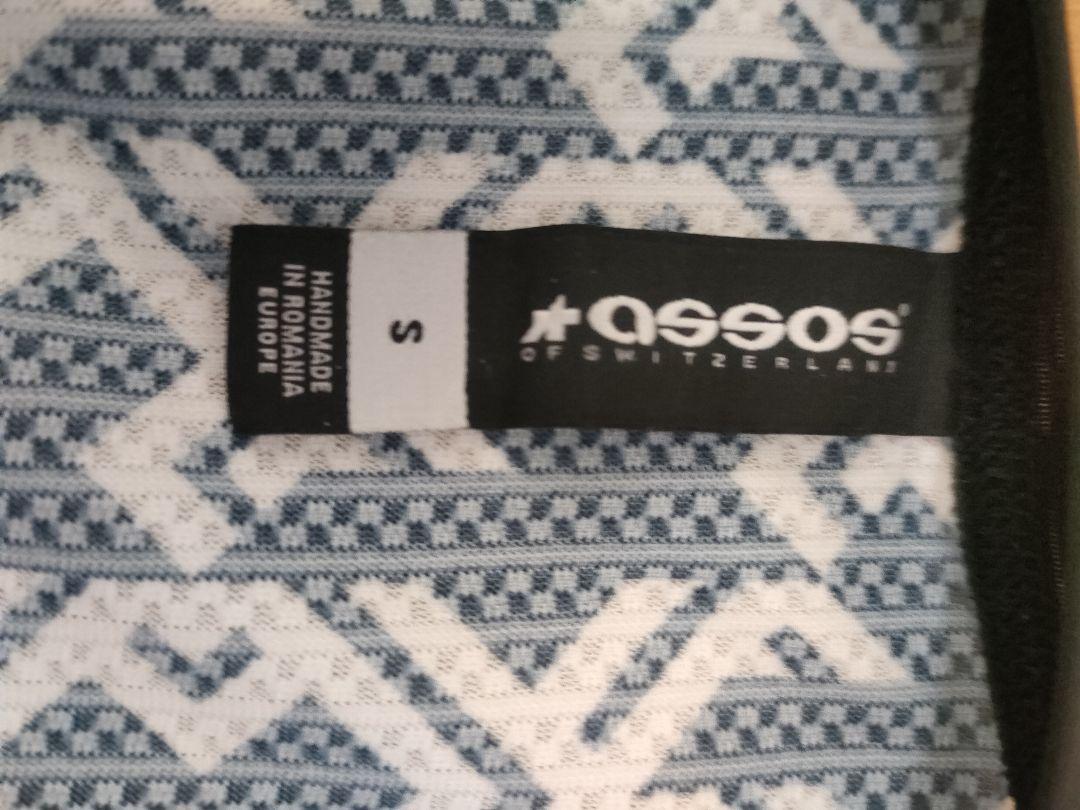 assos
OF SWITZERLAND
S
HANDMADE
IN ROMANIA
EUROPE